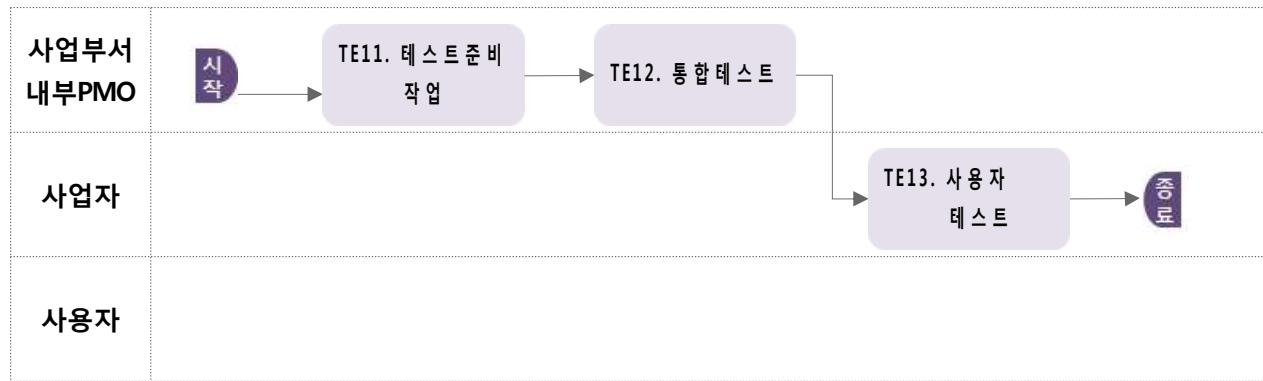 사업부서
내부PMO
시
작
TE11. 테스트준비
작업
TE12. 통합테스트
사업자
TE13. 사용자
테스트
종
료
사용자